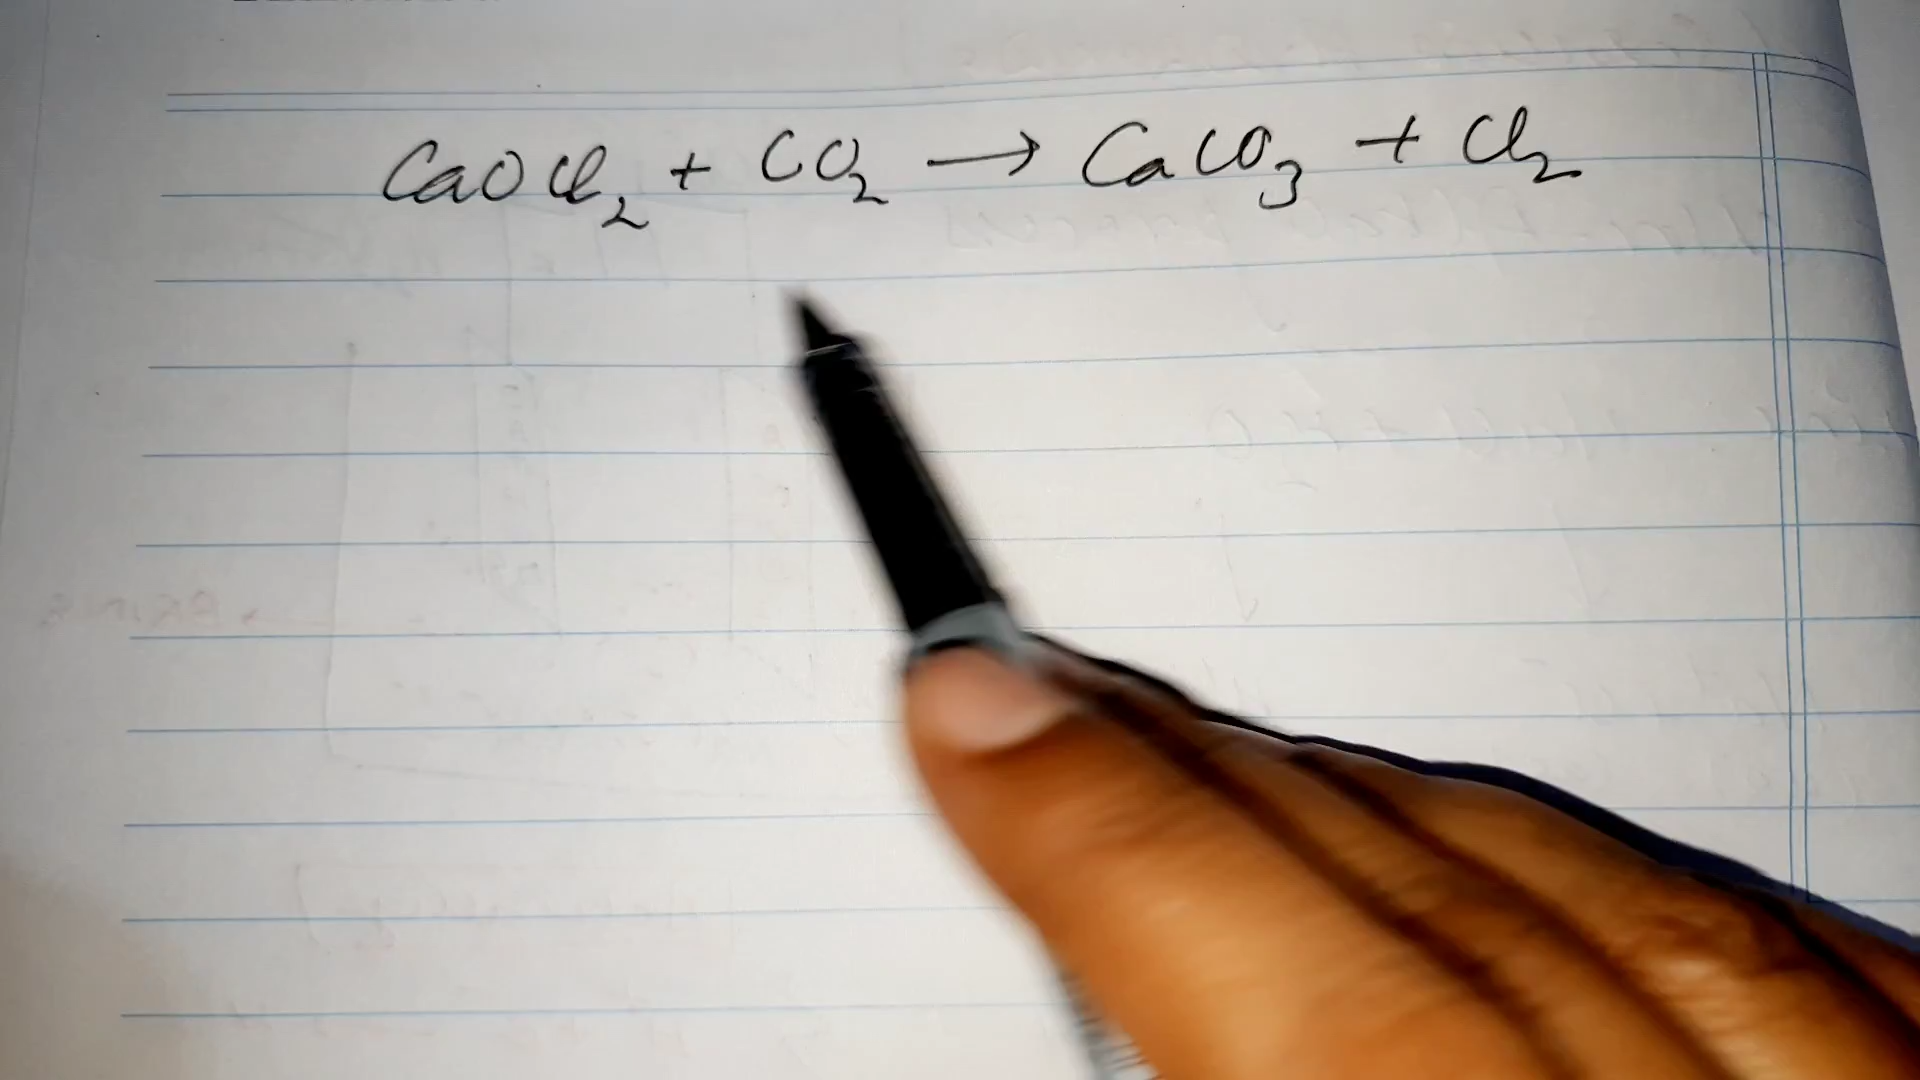 CaOCl₂ + CO₂ → CaCO₃ + Cl₂